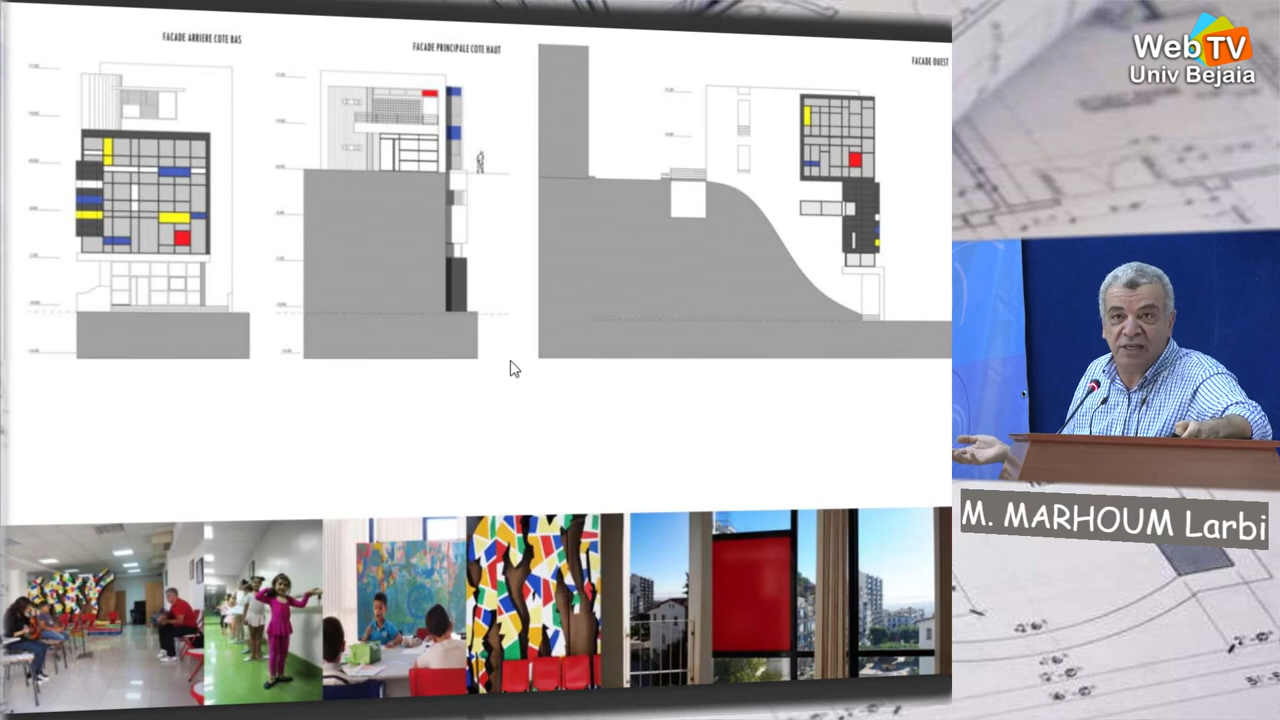 FACADE ARRIERE COTE BAS
FACADE PRINCIPALE COTE HAUT
FACADE OUEST
Web TV
Univ Bejaia
M. MARHOUM Larbi